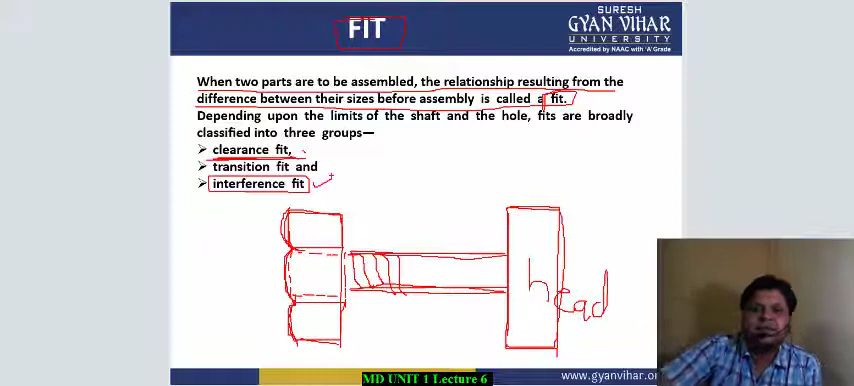 FIT
SURESH
GYAN VIHAR
UNIVERSITY
Accredited by NAAC with 'A' Grade
When two parts are to be assembled, the relationship resulting from the
difference between their sizes before assembly is called a fit.
Depending upon the limits of the shaft and the hole, fits are broadly
classified into three groups—
➢ clearance fit,
➢ transition fit and
➢ interference fit
head
MD UNIT 1 Lecture 6
www.gyanvihar.